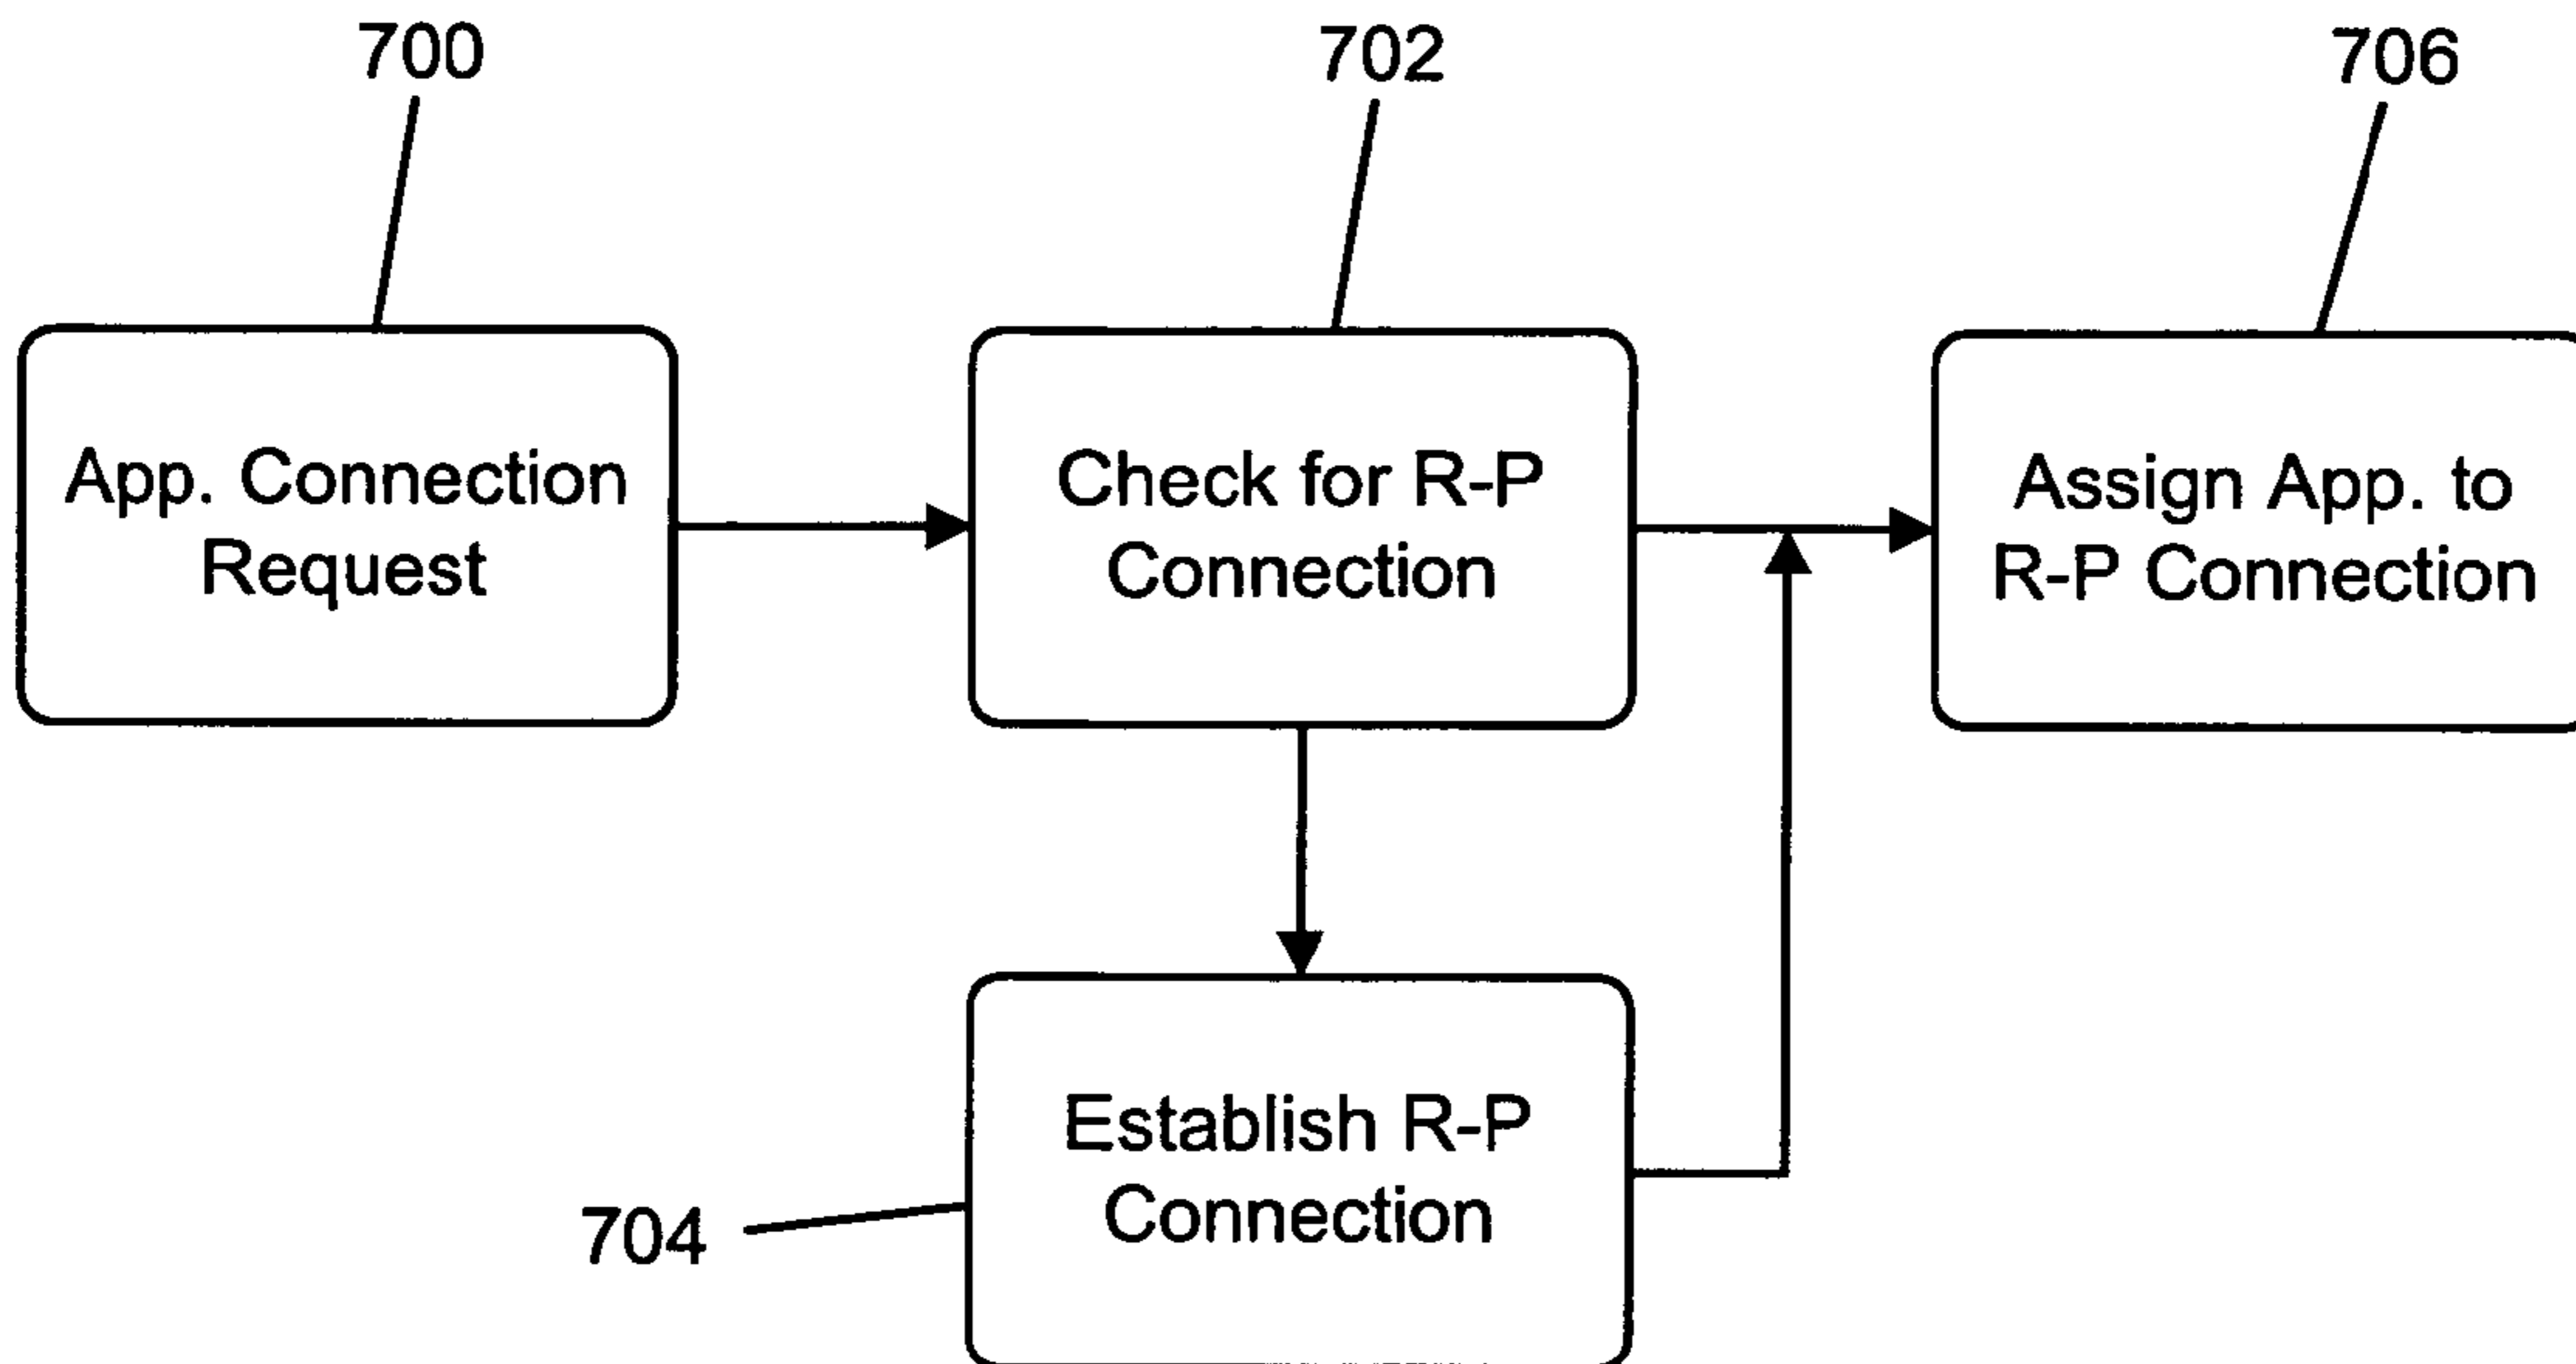 700
702
706
App. Connection
Request
Check for R-P
Connection
Assign App. to
R-P Connection
Establish R-P
Connection
704